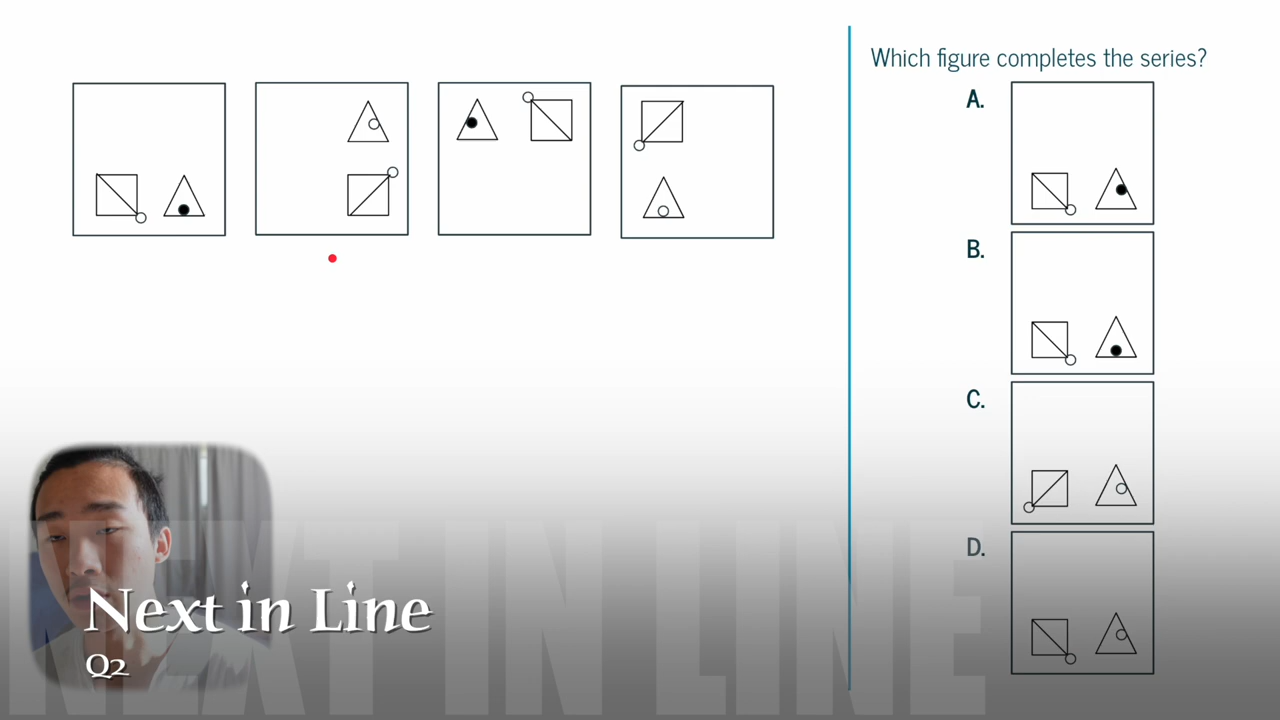 Which figure completes the series?
A.
B.
C.
D.
NEXT IN LINE
Next in Line
Q2